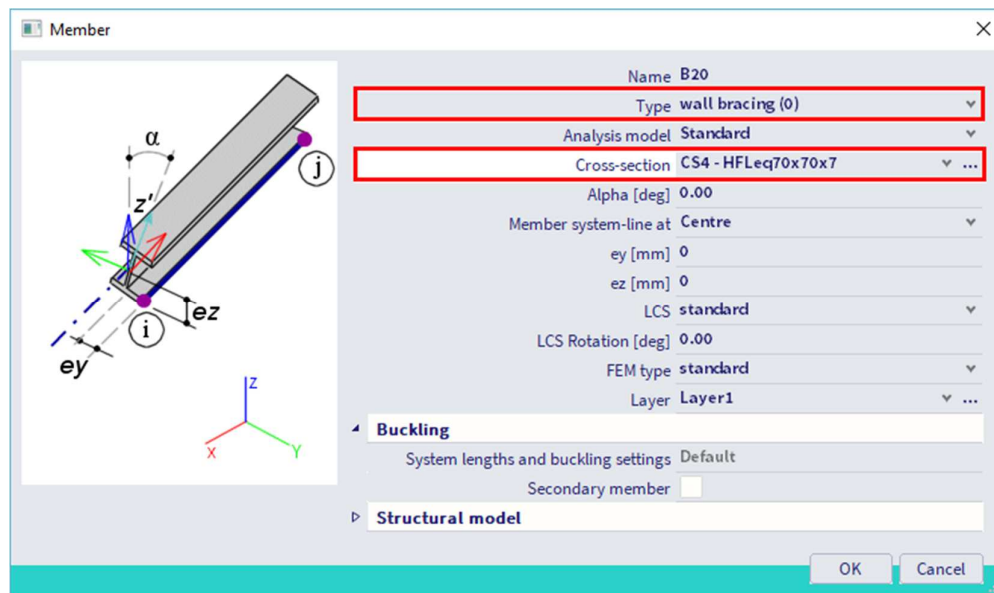 Member
Name B20
Type wall bracing (0)
Analysis model Standard
Cross-section CS4 - HFLeq70x70x7 ...
Alpha [deg] 0.00
Member system-line at Centre
ey [mm] 0
ez [mm] 0
LCS standard
LCS Rotation [deg] 0.00
FEM type standard
Layer Layer1 ...
Buckling
System lengths and buckling settings Default
Secondary member
Structural model
α
z'
j
i
ez
ey
Z
X
Y
OK Cancel